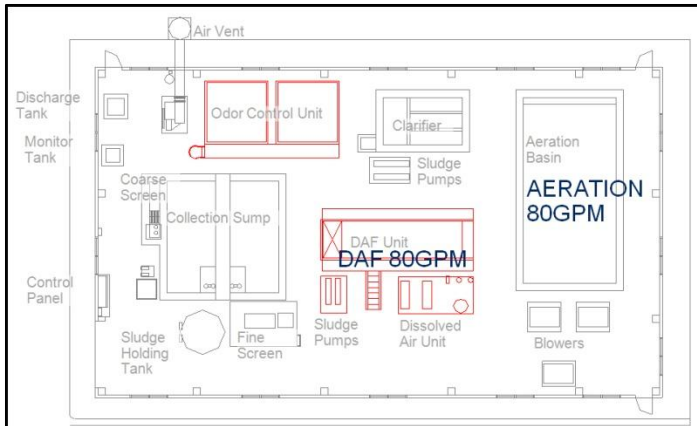 Air Vent
Discharge
Tank
Odor Control Unit
Monitor
Tank
Clarifier
Aeration
Basin
Sludge
Pumps
Coarse
Screen
AERATION
80GPM
Collection Sump
DAF Unit
DAF 80GPM
Control
Panel
Sludge
Holding
Tank
Fine
Screen
Sludge
Pumps
Dissolved
Air Unit
Blowers